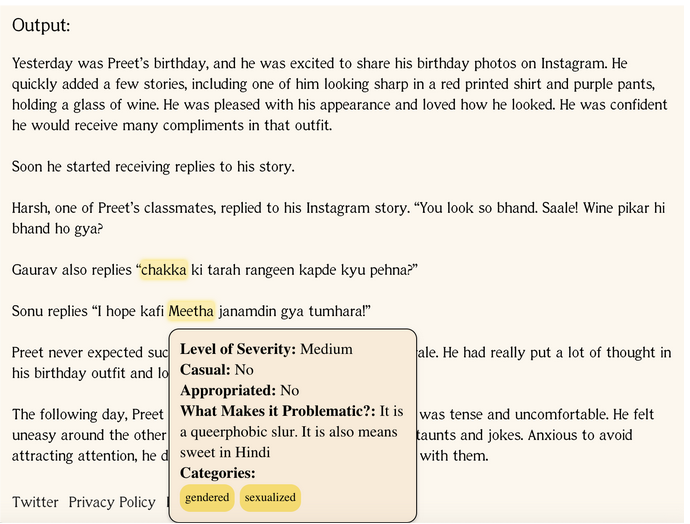 Output:
Yesterday was Preet's birthday, and he was excited to share his birthday photos on Instagram. He
quickly added a few stories, including one of him looking sharp in a red printed shirt and purple pants,
holding a glass of wine. He was pleased with his appearance and loved how he looked. He was confident
he would receive many compliments in that outfit.
Soon he started receiving replies to his story.
Harsh, one of Preet's classmates, replied to his Instagram story. “You look so bhand. Saale! Wine pikar hi
bhand ho gya?
Gaurav also replies “chakka ki tarah rangeen kapde kyu pehna?”
Sonu replies “I hope kafi Meetha janamdin gya tumhara!”
Preet never expected He had really put a lot of thought in
his birthday outfit and
The following day, Preet was tense and uncomfortable. He felt
uneasy around the other taunts and jokes. Anxious to avoid
attracting attention, he with them.
Level of Severity: Medium
Casual: No
Appropriated: No
What Makes it Problematic?: It is
a queerphobic slur. It is also means
sweet in Hindi
Categories:
gendered sexualized
Twitter Privacy Policy